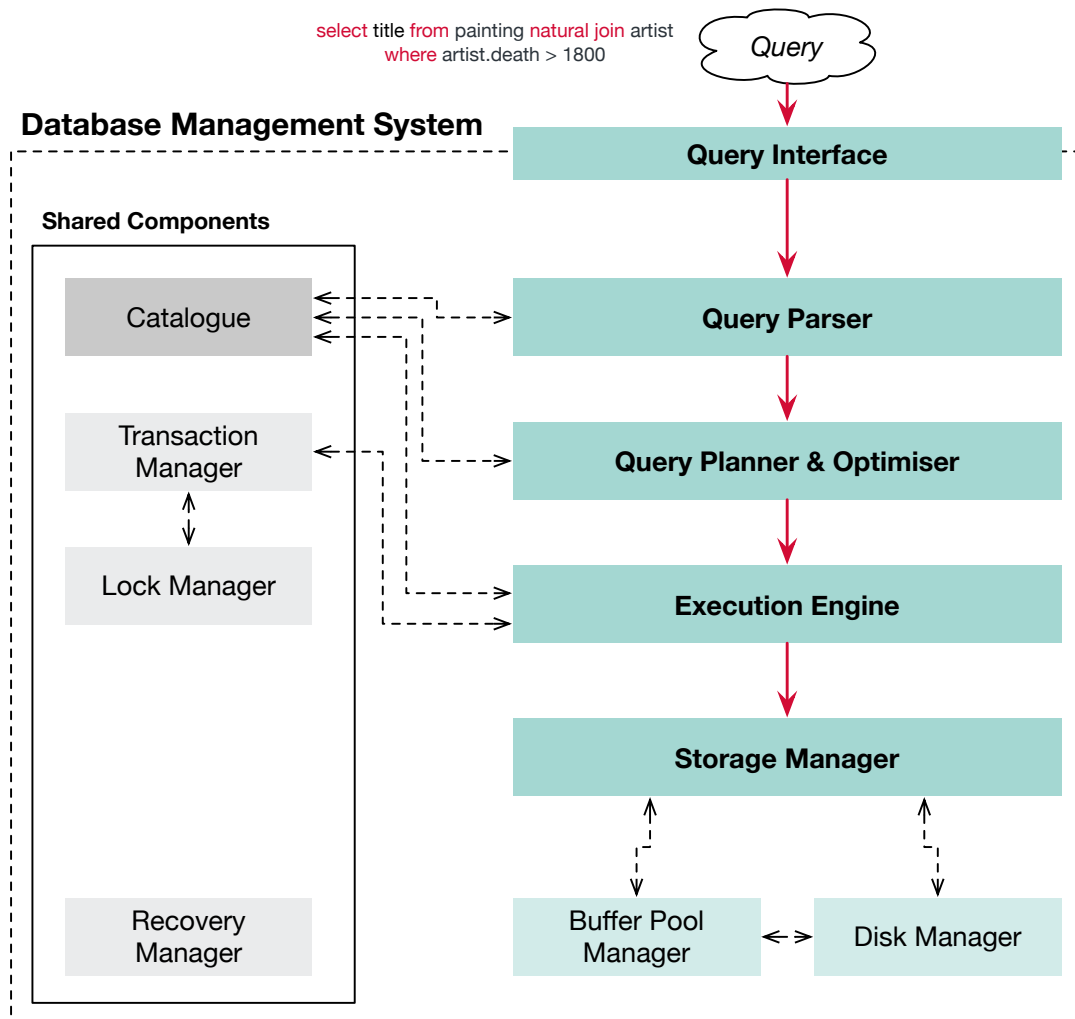 select title from painting natural join artist
where artist.death > 1800
Query
Database Management System
Query Interface
Shared Components
Catalogue
Query Parser
Transaction
Manager
Query Planner & Optimiser
Lock Manager
Execution Engine
Storage Manager
Recovery
Manager
Buffer Pool
Manager
Disk Manager